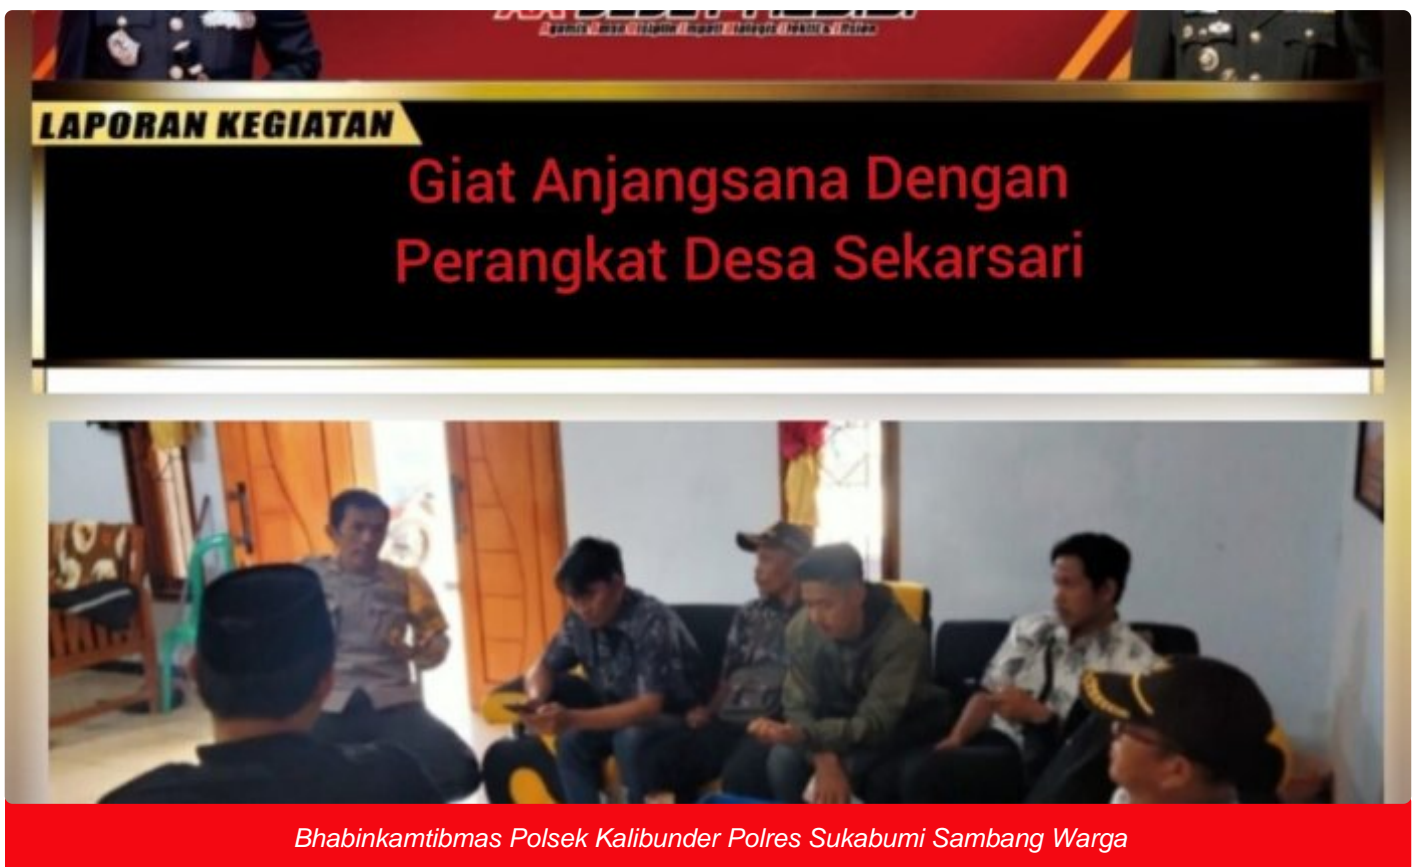 LAPORAN KEGIATAN
Giat Anjangsana Dengan
Perangkat Desa Sekarsari
Bhabinkamtibmas Polsek Kalibunder Polres Sukabumi Sambang Warga